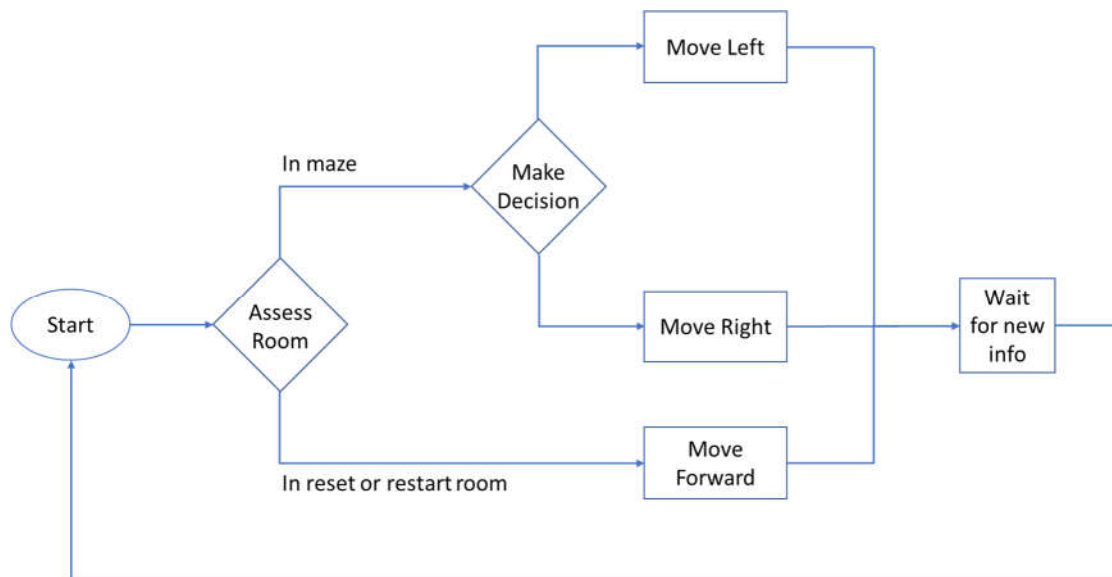 Move Left
In maze
Make
Decision
Start
Assess
Room
Move Right
Wait
for new
info
Move
Forward
In reset or restart room